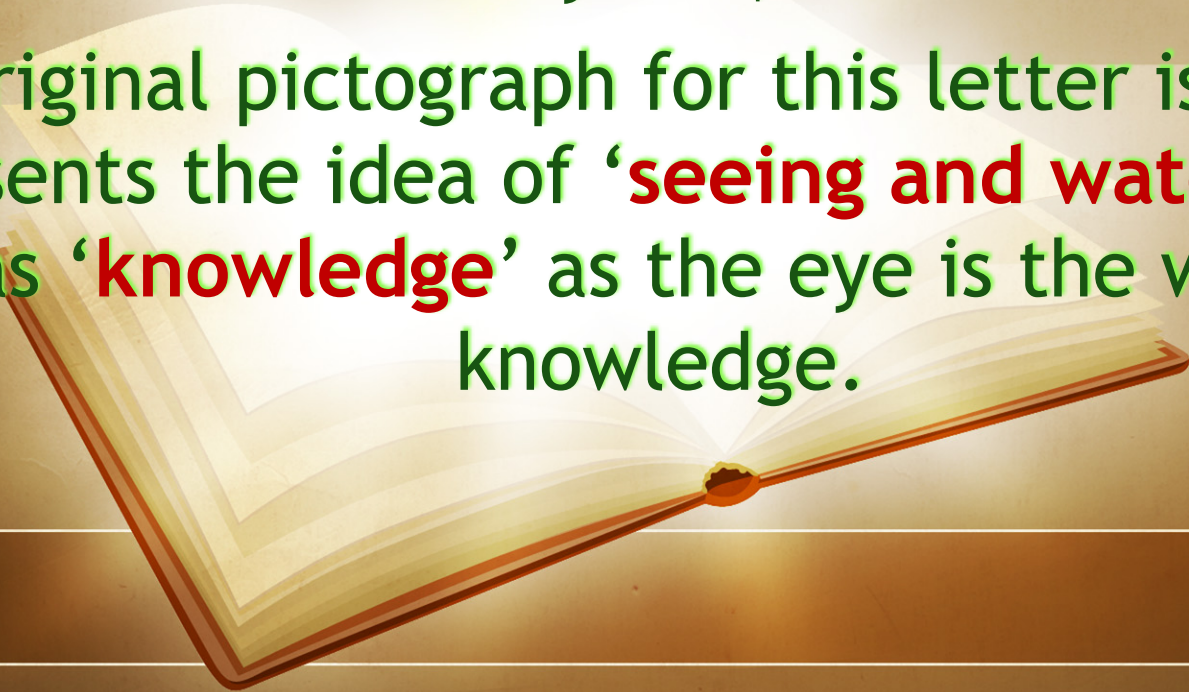 riginal pictograph for this letter is
sents the idea of ‘seeing and wat
as ‘knowledge’ as the eye is the w
knowledge.